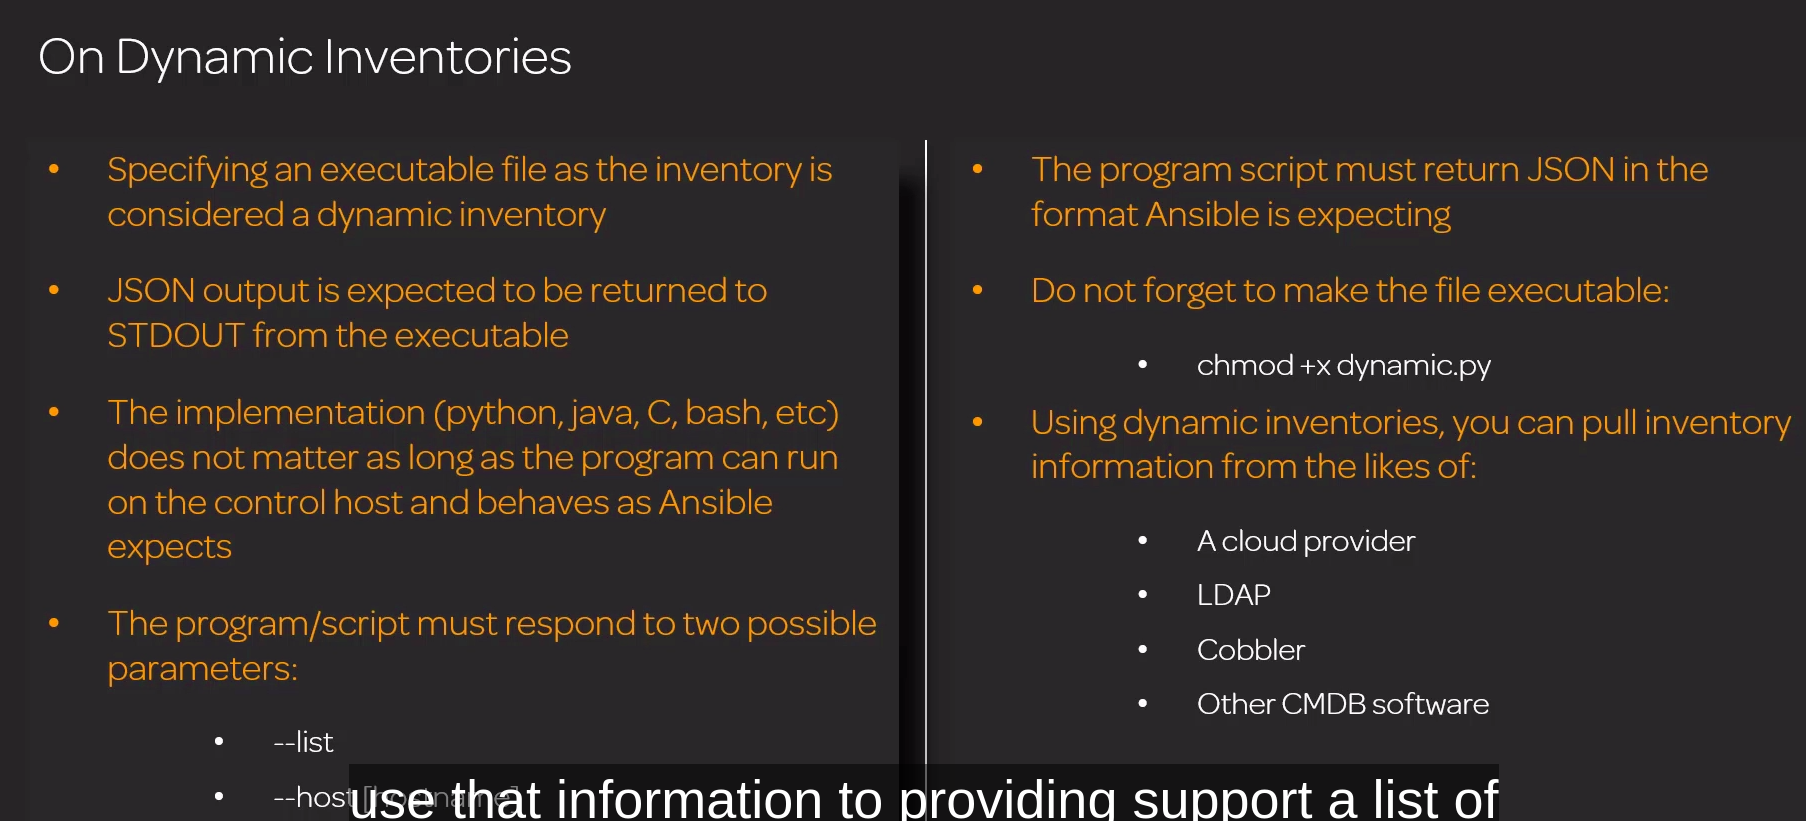 On Dynamic Inventories
• Specifying an executable file as the inventory is
considered a dynamic inventory
• JSON output is expected to be returned to
STDOUT from the executable
• The implementation (python, java, C, bash, etc)
does not matter as long as the program can run
on the control host and behaves as Ansible
expects
• The program/script must respond to two possible
parameters:
• --list
• --host [hostname]
• The program script must return JSON in the
format Ansible is expecting
• Do not forget to make the file executable:
• chmod +x dynamic.py
• Using dynamic inventories, you can pull inventory
information from the likes of:
• A cloud provider
• LDAP
• Cobbler
• Other CMDB software
use that information to providing support a list of